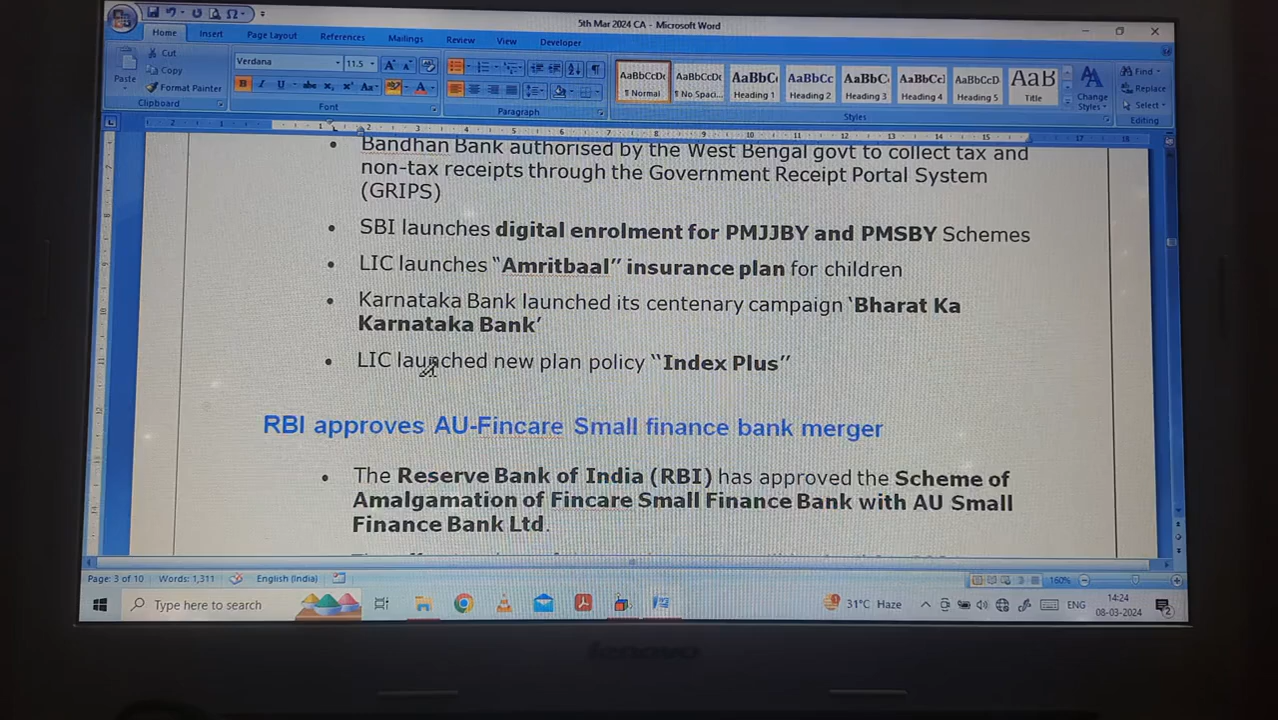 5th Mar 2024 CA - Microsoft Word
Home Insert Page Layout References Mailings Review View Developer
Cut
Copy
Format Painter
Paste
Clipboard
Verdana 11.5
Font
Paragraph
AaBbCcDc AaBbCcDc AaBbC AaBbCc AaBbC AaBbCcl AaBbCcD AaB
¶ Normal ¶ No Spaci... Heading 1 Heading 2 Heading 3 Heading 4 Heading 5 Title
Change Styles
Styles
Find
Replace
Select
Editing
• Bandhan Bank authorised by the West Bengal govt to collect tax and
non-tax receipts through the Government Receipt Portal System
(GRIPS)
• SBI launches digital enrolment for PMJJBY and PMSBY Schemes
• LIC launches “Amritbaal” insurance plan for children
• Karnataka Bank launched its centenary campaign ‘Bharat Ka
Karnataka Bank’
• LIC launched new plan policy “Index Plus”
RBI approves AU-Fincare Small finance bank merger
• The Reserve Bank of India (RBI) has approved the Scheme of
Amalgamation of Fincare Small Finance Bank with AU Small
Finance Bank Ltd.
Page: 3 of 10 Words: 1,311 English (India) 160%
Type here to search 31°C Haze ENG 14:24
08-03-2024 2
lenovo